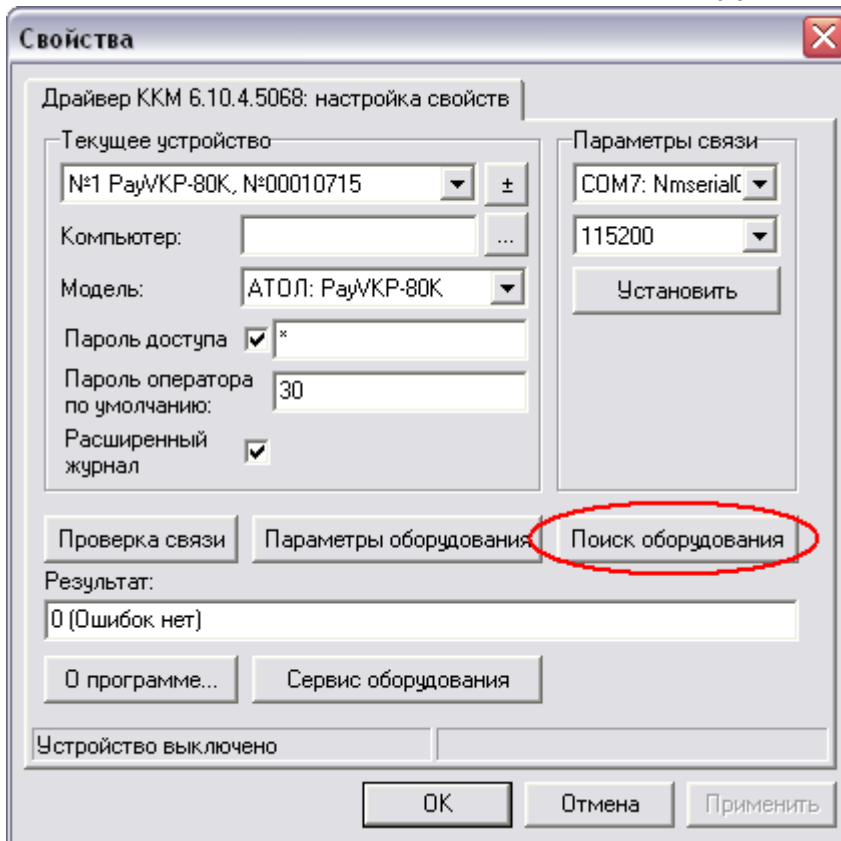 Свойства
Драйвер ККМ 6.10.4.5068: настройка свойств
Текущее устройство
Параметры связи
№1 PayVKP-80K, №00010715
±
COM7: Nmserial
Компьютер:
...
115200
Модель:
АТОЛ: PayVKP-80K
Установить
Пароль доступа
*
Пароль оператора
по умолчанию:
30
Расширенный
журнал
Проверка связи
Параметры оборудования
Поиск оборудования
Результат:
0 (Ошибок нет)
О программе...
Сервис оборудования
Устройство выключено
OK
Отмена
Применить